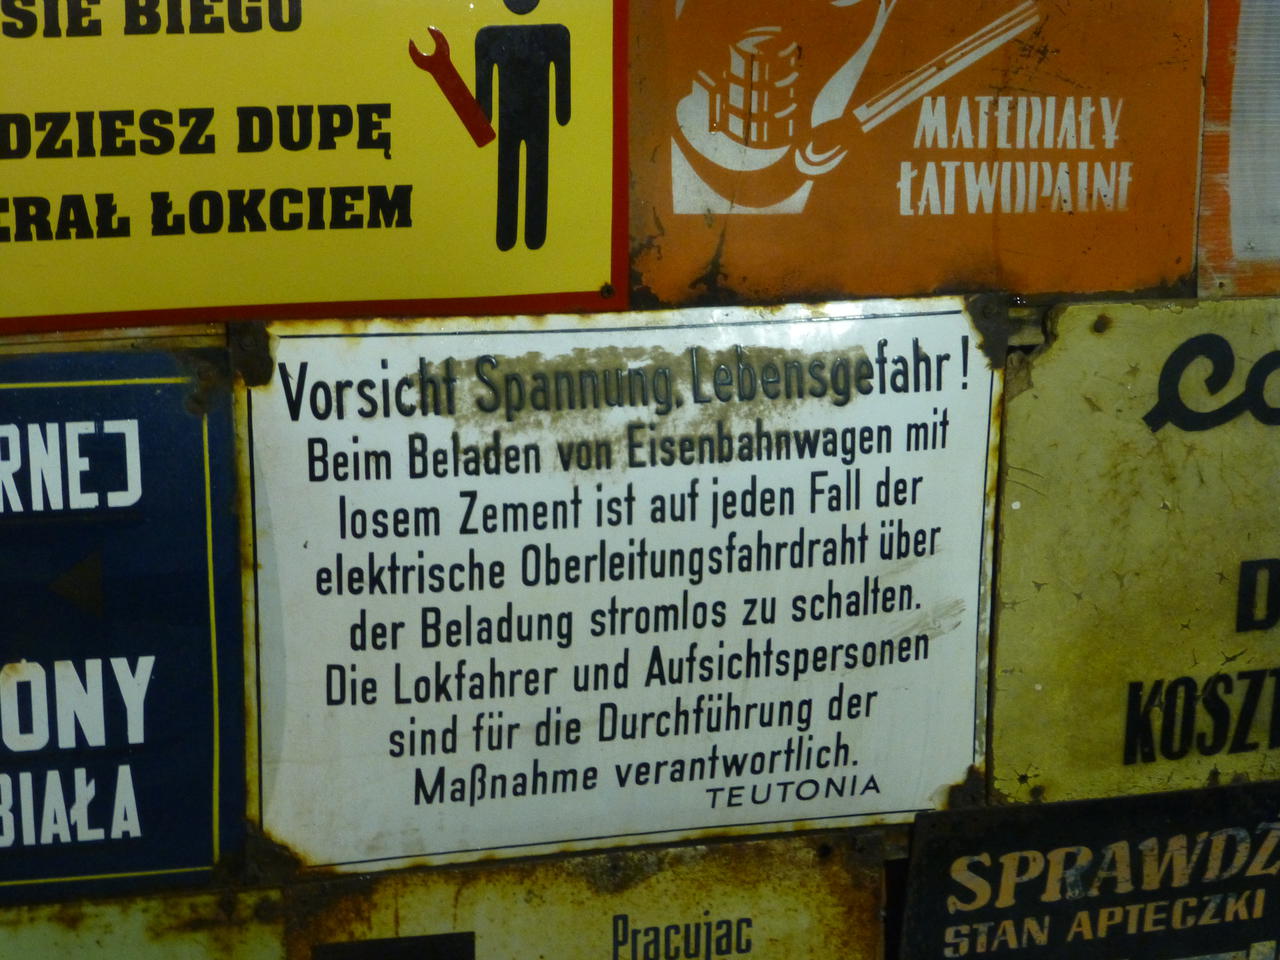 SIE BIEGU
DZIESZ DUPĘ
ERAŁ ŁOKCIEM
MATERIAŁY
ŁATWOPALNE
RNEJ
ONY
BIAŁA
Vorsicht Spannung, Lebensgefahr!
Beim Beladen von Eisenbahnwagen mit
losem Zement ist auf jeden Fall der
elektrische Oberleitungsfahrdraht über
der Beladung stromlos zu schalten.
Die Lokfahrer und Aufsichtspersonen
sind für die Durchführung der
Maßnahme verantwortlich.
TEUTONIA
Co
D
KOSZT
Pracując
SPRAWDŹ
STAN APTECZKI